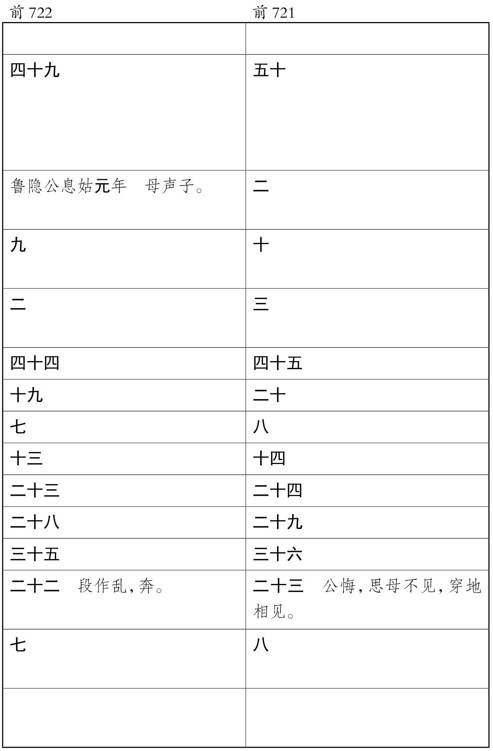 前 722 前 721
四十九 五十
鲁隐公息姑元年 母声子。 二
九 十
二 三
四十四 四十五
十九 二十
七 八
十三 十四
二十三 二十四
二十八 二十九
三十五 三十六
二十二 段作乱，奔。 二十三 公悔，思母不见，穿地
相见。
七 八